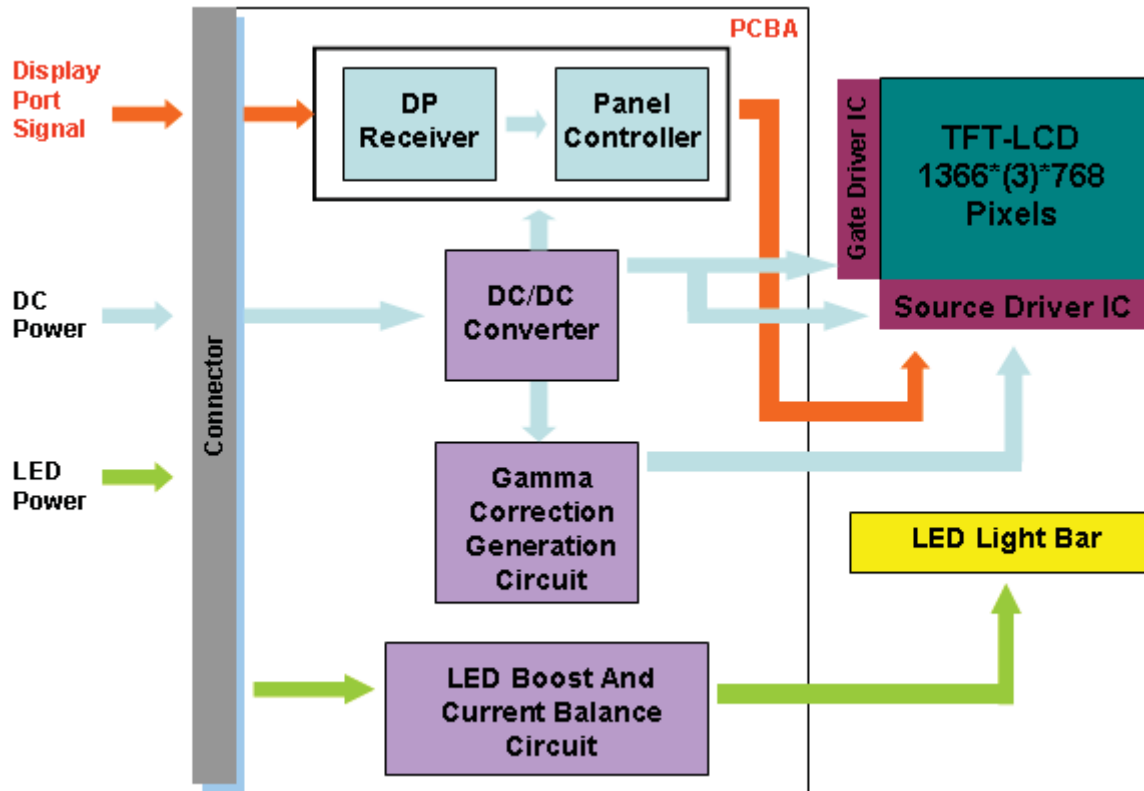 PCBA
Display
Port
Signal
DP
Receiver
Panel
Controller
Gate Driver IC
TFT-LCD
1366*(3)*768
Pixels
Source Driver IC
DC
Power
DC/DC
Converter
Connector
LED
Power
Gamma
Correction
Generation
Circuit
LED Light Bar
LED Boost And
Current Balance
Circuit